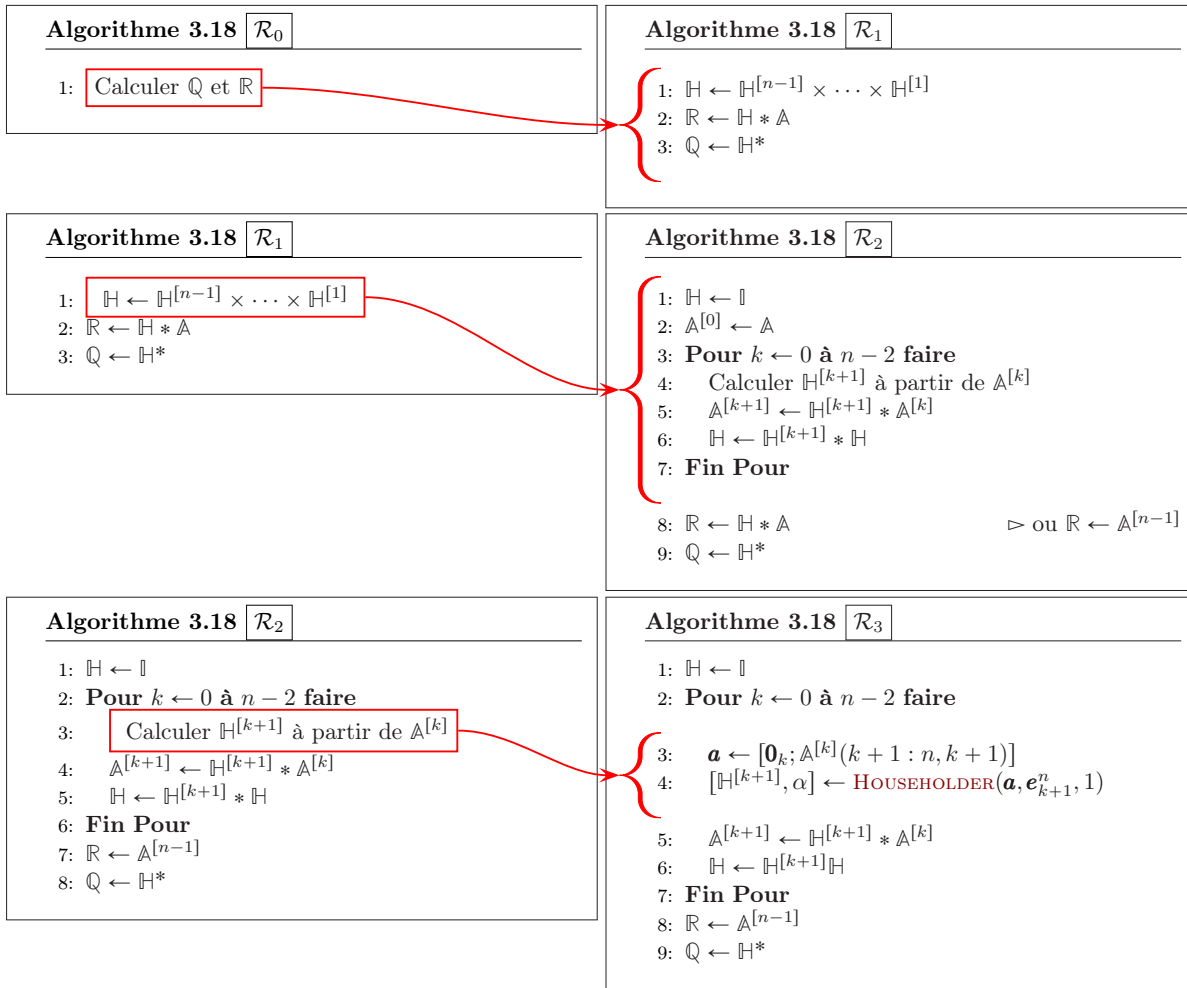 Algorithme 3.18 ℛ₀
1: Calculer ℚ et ℝ
Algorithme 3.18 ℛ₁
1: ℍ ← ℍ^[n−1] × ⋯ × ℍ^[1]
2: ℝ ← ℍ ∗ 𝔸
3: ℚ ← ℍ*
Algorithme 3.18 ℛ₁
1: ℍ ← ℍ^[n−1] × ⋯ × ℍ^[1]
2: ℝ ← ℍ ∗ 𝔸
3: ℚ ← ℍ*
Algorithme 3.18 ℛ₂
1: ℍ ← 𝕀
2: 𝔸^[0] ← 𝔸
3: Pour k ← 0 à n − 2 faire
4: Calculer ℍ^[k+1] à partir de 𝔸^[k]
5: 𝔸^[k+1] ← ℍ^[k+1] ∗ 𝔸^[k]
6: ℍ ← ℍ^[k+1] ∗ ℍ
7: Fin Pour
8: ℝ ← ℍ ∗ 𝔸 ▷ ou ℝ ← 𝔸^[n−1]
9: ℚ ← ℍ*
Algorithme 3.18 ℛ₂
1: ℍ ← 𝕀
2: Pour k ← 0 à n − 2 faire
3: Calculer ℍ^[k+1] à partir de 𝔸^[k]
4: 𝔸^[k+1] ← ℍ^[k+1] ∗ 𝔸^[k]
5: ℍ ← ℍ^[k+1] ∗ ℍ
6: Fin Pour
7: ℝ ← 𝔸^[n−1]
8: ℚ ← ℍ*
Algorithme 3.18 ℛ₃
1: ℍ ← 𝕀
2: Pour k ← 0 à n − 2 faire
3: a ← [0ₖ; 𝔸^[k](k + 1 : n, k + 1)]
4: [ℍ^[k+1], α] ← Householder(a, e^n_{k+1}, 1)
5: 𝔸^[k+1] ← ℍ^[k+1] ∗ 𝔸^[k]
6: ℍ ← ℍ^[k+1]ℍ
7: Fin Pour
8: ℝ ← 𝔸^[n−1]
9: ℚ ← ℍ*